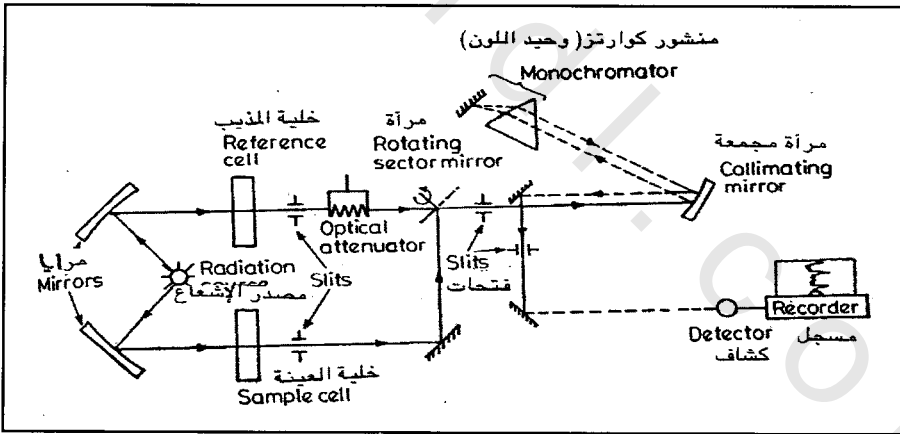 منشور كوارتز( وحيد اللون)
Monochromator
خلية المذيب
Reference
cell
مرآة
Rotating
sector mirror
مرآة مجمعة
Collimating
mirror
Optical
attenuator
مرايا
Mirrors
Radiation
مصدر الإشعاع
Slits
Slits
فتحات
Recorder
Detector
كشاف
مسجل
خلية العينة
Sample cell